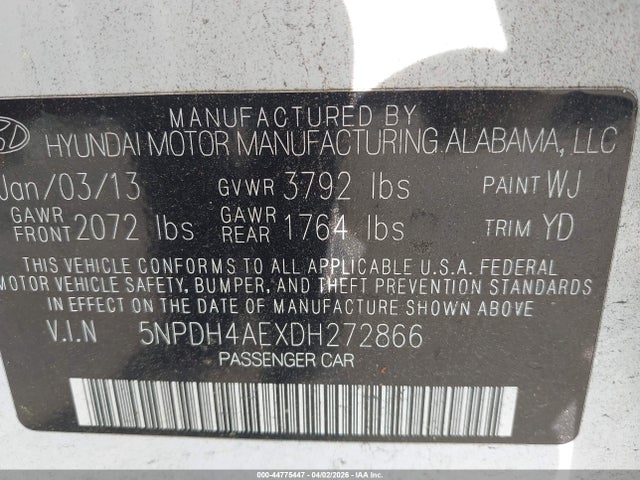 MANUFACTURED BY
HYUNDAI MOTOR MANUFACTURING ALABAMA, LLC
Jan/03/13 GVWR 3792 lbs PAINT WJ
GAWR FRONT 2072 lbs GAWR REAR 1764 lbs TRIM YD
THIS VEHICLE CONFORMS TO ALL APPLICABLE U.S.A. FEDERAL
MOTOR VEHICLE SAFETY, BUMPER, AND THEFT PREVENTION STANDARDS
IN EFFECT ON THE DATE OF MANUFACTURE SHOWN ABOVE
V.I.N 5NPDH4AEXDH272866
PASSENGER CAR
000-44775447 | 04/02/2026 | IAA